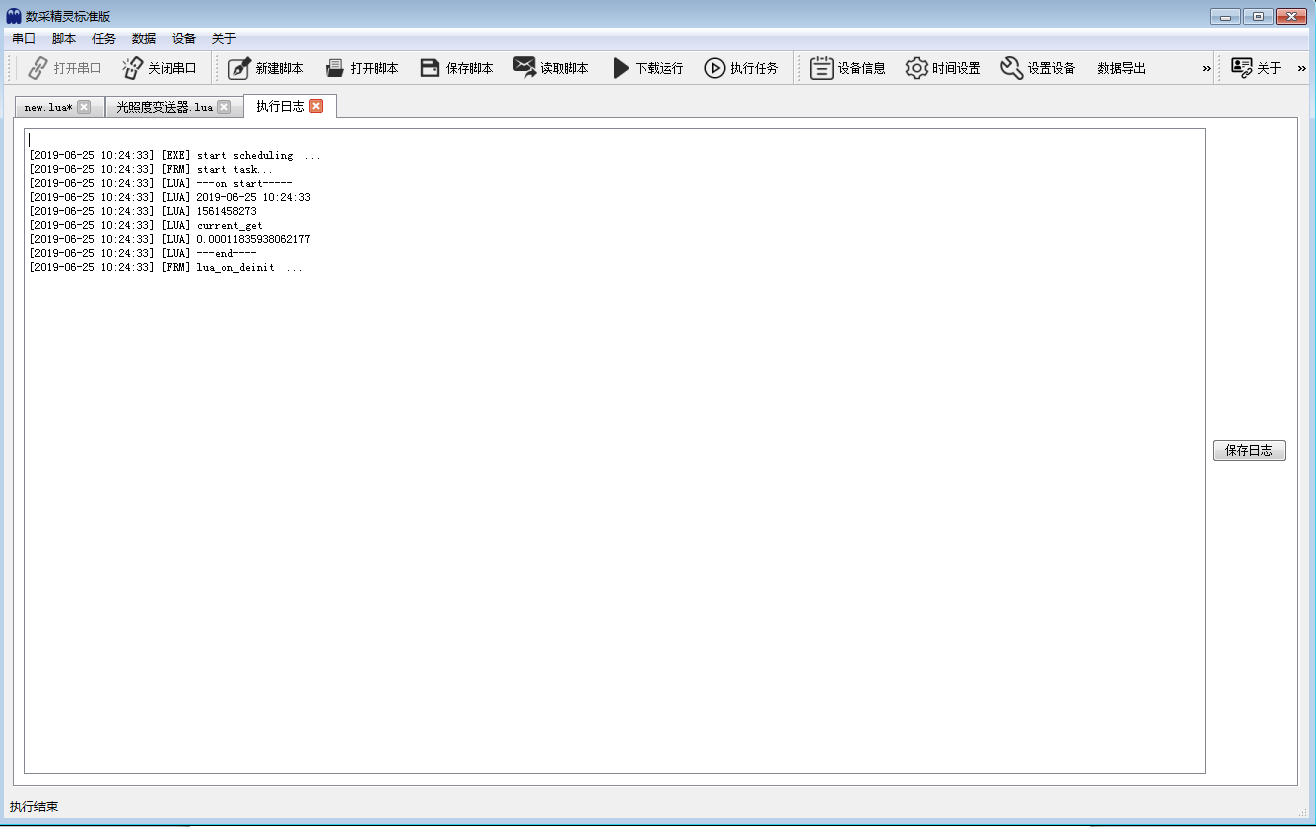 数采精灵标准版
串口 脚本 任务 数据 设备 关于
打开串口 关闭串口 新建脚本 打开脚本 保存脚本 读取脚本 下载运行 执行任务 设备信息 时间设置 设置设备 数据导出 » 关于 »
new.lua* 光照度变送器.lua 执行日志
[2019-06-25 10:24:33] [EXE] start scheduling ...
[2019-06-25 10:24:33] [FRM] start task...
[2019-06-25 10:24:33] [LUA] ---on start-----
[2019-06-25 10:24:33] [LUA] 2019-06-25 10:24:33
[2019-06-25 10:24:33] [LUA] 1561458273
[2019-06-25 10:24:33] [LUA] current_get
[2019-06-25 10:24:33] [LUA] 0.00011835938062177
[2019-06-25 10:24:33] [LUA] ---end----
[2019-06-25 10:24:33] [FRM] lua_on_deinit ...
保存日志
执行结束